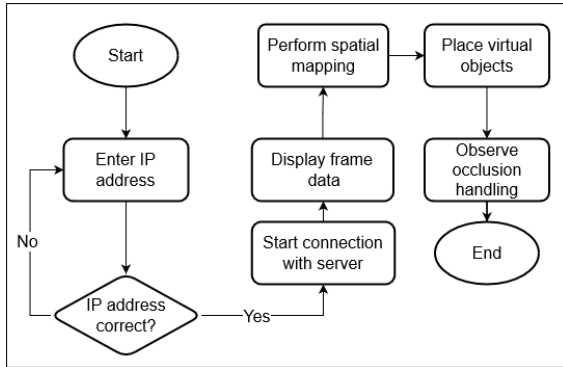 Start
Enter IP
address
No
IP address
correct?
Yes
Start connection
with server
Display frame
data
Perform spatial
mapping
Place virtual
objects
Observe
occlusion
handling
End